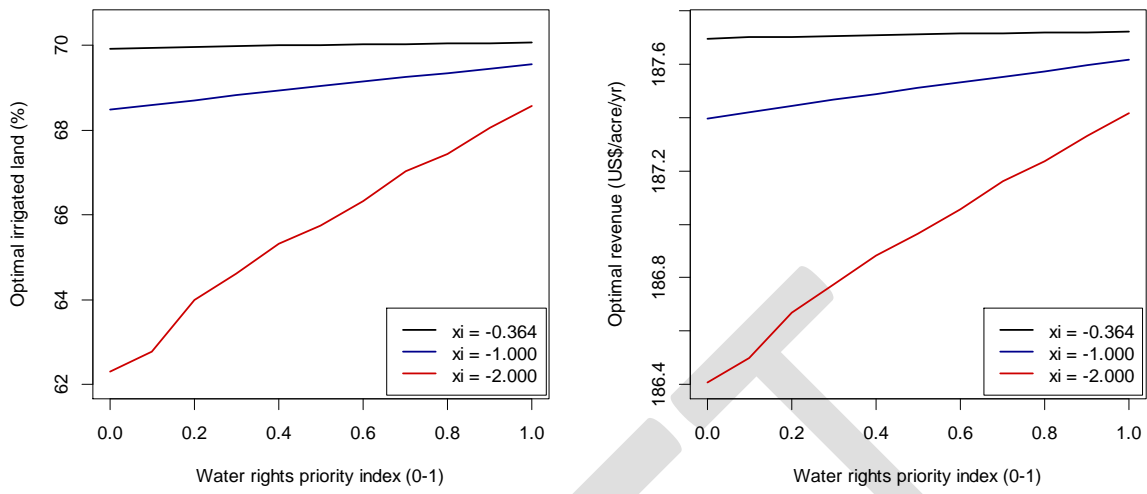 Optimal irrigated land (%)
70
68
66
64
62
xi = -0.364
xi = -1.000
xi = -2.000
0.0 0.2 0.4 0.6 0.8 1.0
Water rights priority index (0-1)
Optimal revenue (US$/acre/yr)
187.6
187.2
186.8
186.4
xi = -0.364
xi = -1.000
xi = -2.000
0.0 0.2 0.4 0.6 0.8 1.0
Water rights priority index (0-1)